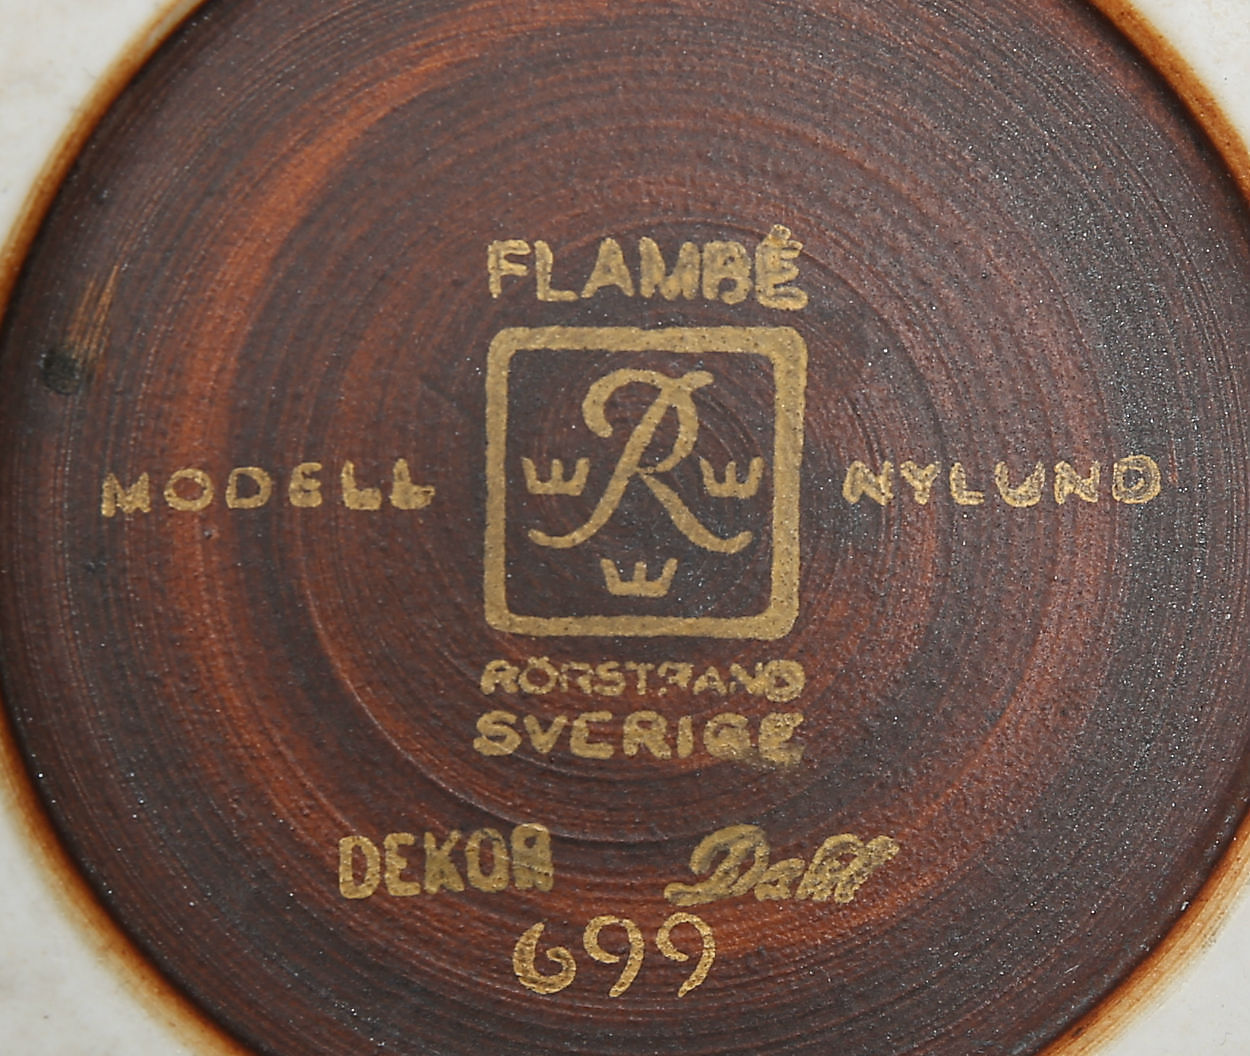 FLAMBÉ
MODELL R NYLUND
RÖRSTRAND
SVERIGE
DEKOR Dahl
699